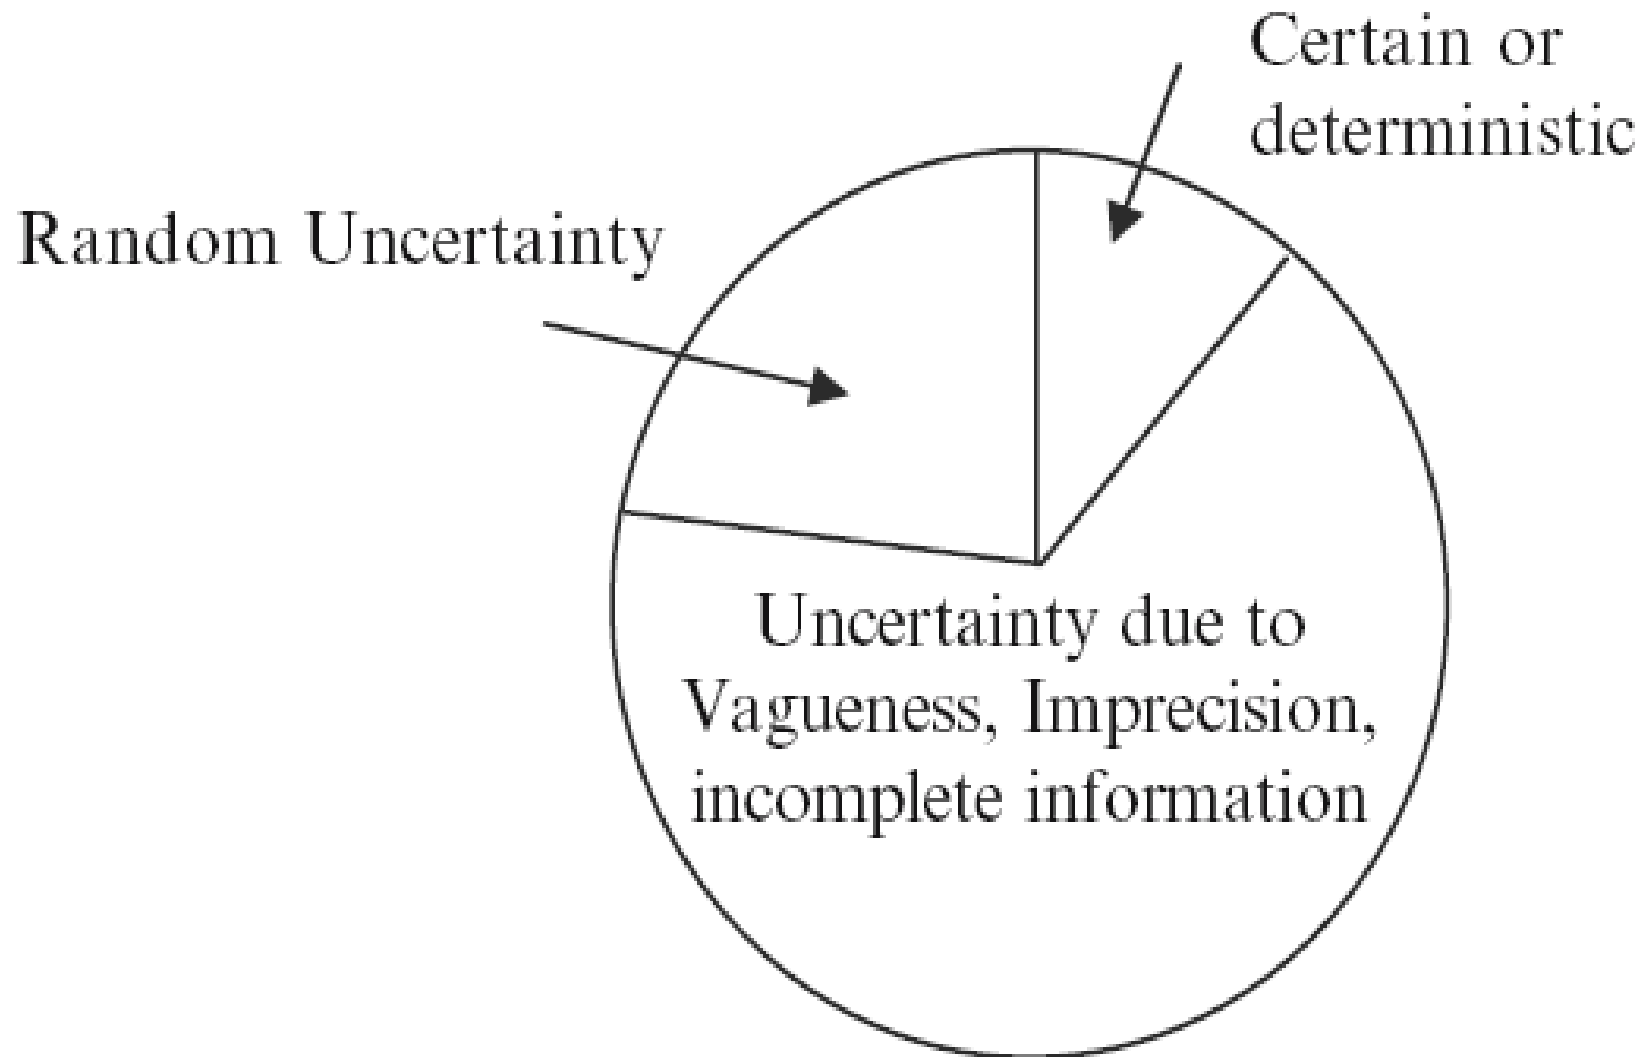 Certain or
deterministic
Random Uncertainty
Uncertainty due to
Vagueness, Imprecision,
incomplete information